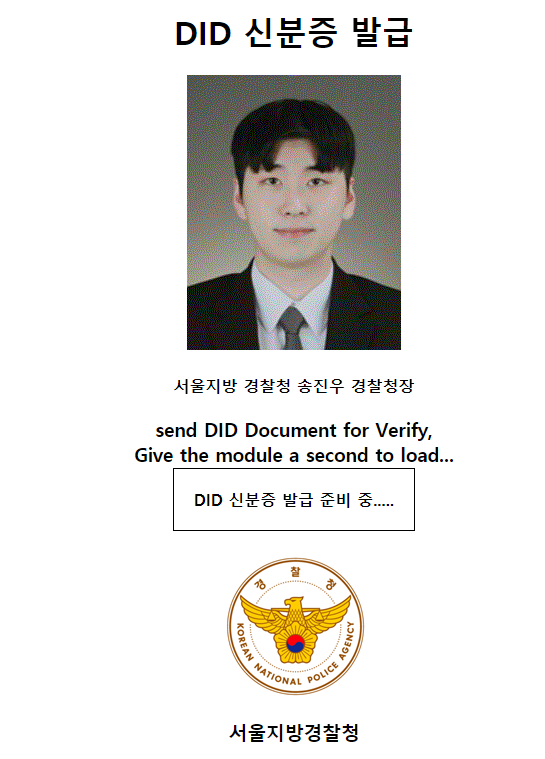 DID 신분증 발급
서울지방 경찰청 송진우 경찰청장
send DID Document for Verify,
Give the module a second to load...
DID 신분증 발급 준비 중.....
경 찰 청
KOREAN NATIONAL POLICE AGENCY
서울지방경찰청